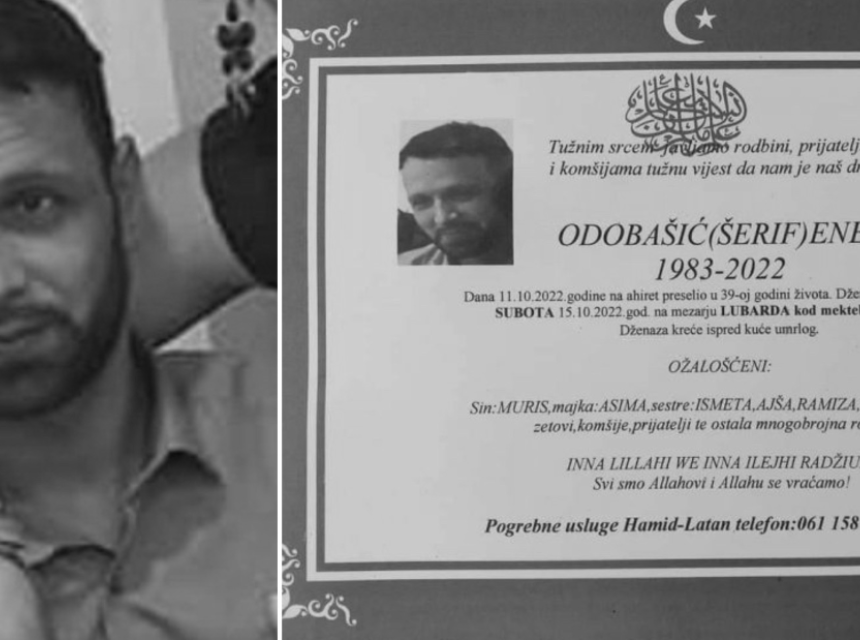 Tužnim srcem javljamo rodbini, prijatelj
i komšijama tužnu vijest da nam je naš dr
ODOBAŠIĆ(ŠERIF)ENE
1983-2022
Dana 11.10.2022.godine na ahiret preselio u 39-oj godini života. Dže
SUBOTA 15.10.2022.god. na mezarju LUBARDA kod mektel
Dženaza kreće ispred kuće umrlog.
OŽALOŠĆENI:
Sin:MURIS,majka:ASIMA,sestre:ISMETA,AJŠA,RAMIZA,
zetovi,komšije,prijatelji te ostala mnogobrojna r
INNA LILLAHI WE INNA ILEJHI RADŽIU
Svi smo Allahovi i Allahu se vraćamo!
Pogrebne usluge Hamid-Latan telefon:061 158